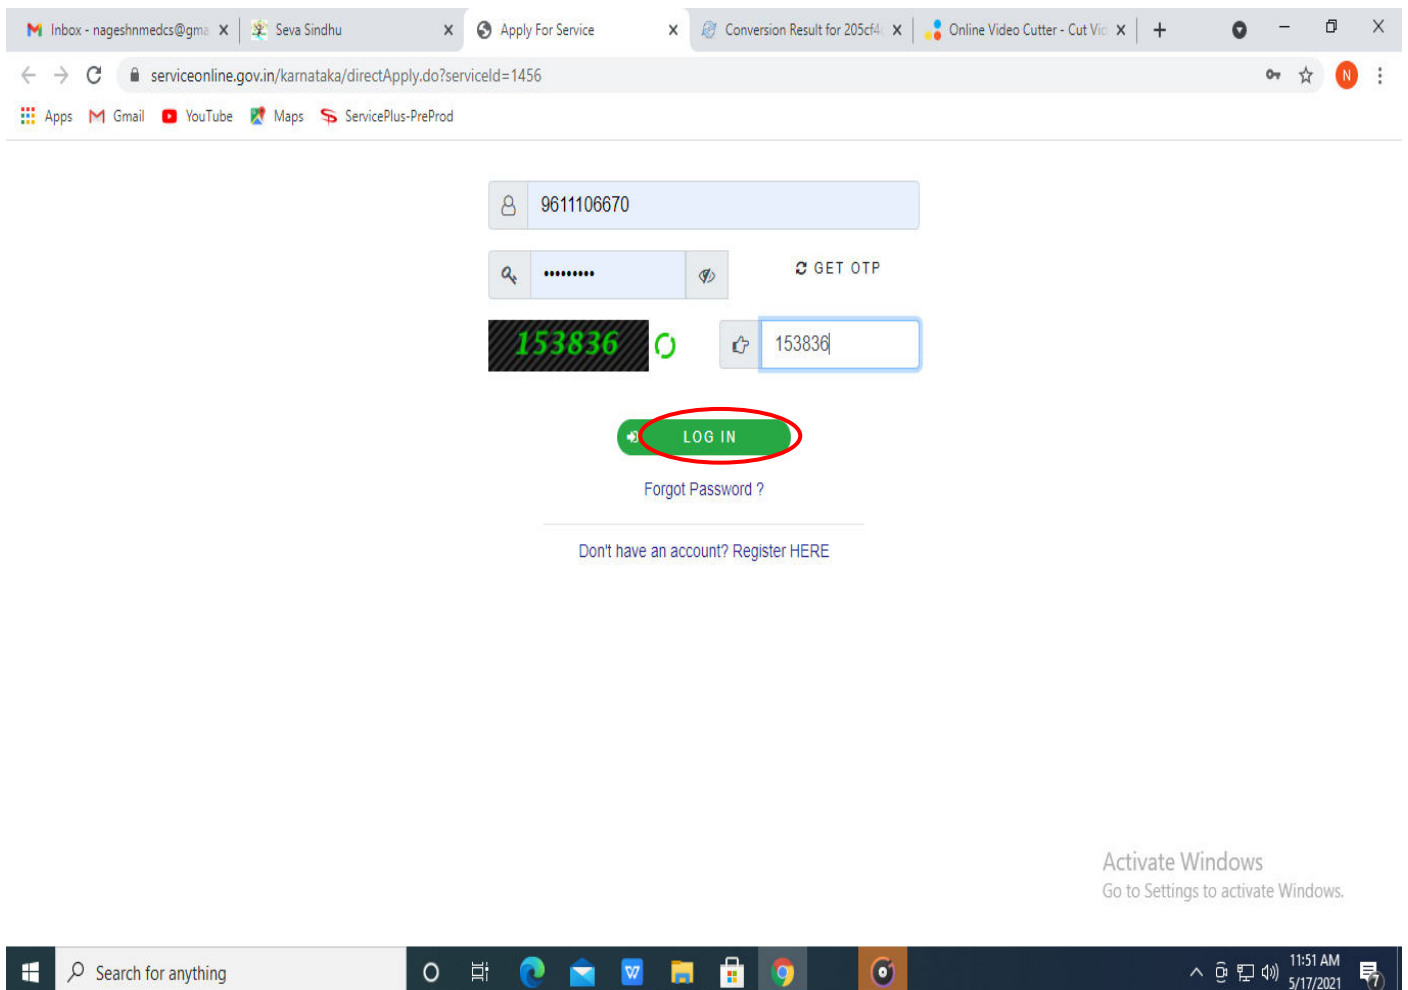 Inbox - nageshnmedcs@gma
Seva Sindhu
Apply For Service
Conversion Result for 205cf4
Online Video Cutter - Cut Vid
serviceonline.gov.in/karnataka/directApply.do?serviceId=1456
N
Apps
Gmail
YouTube
Maps
ServicePlus-PreProd
9611106670
•••••••••
GET OTP
153836
153836
LOG IN
Forgot Password ?
Don't have an account? Register HERE
Activate Windows
Go to Settings to activate Windows.
Search for anything
W
11:51 AM
5/17/2021
7